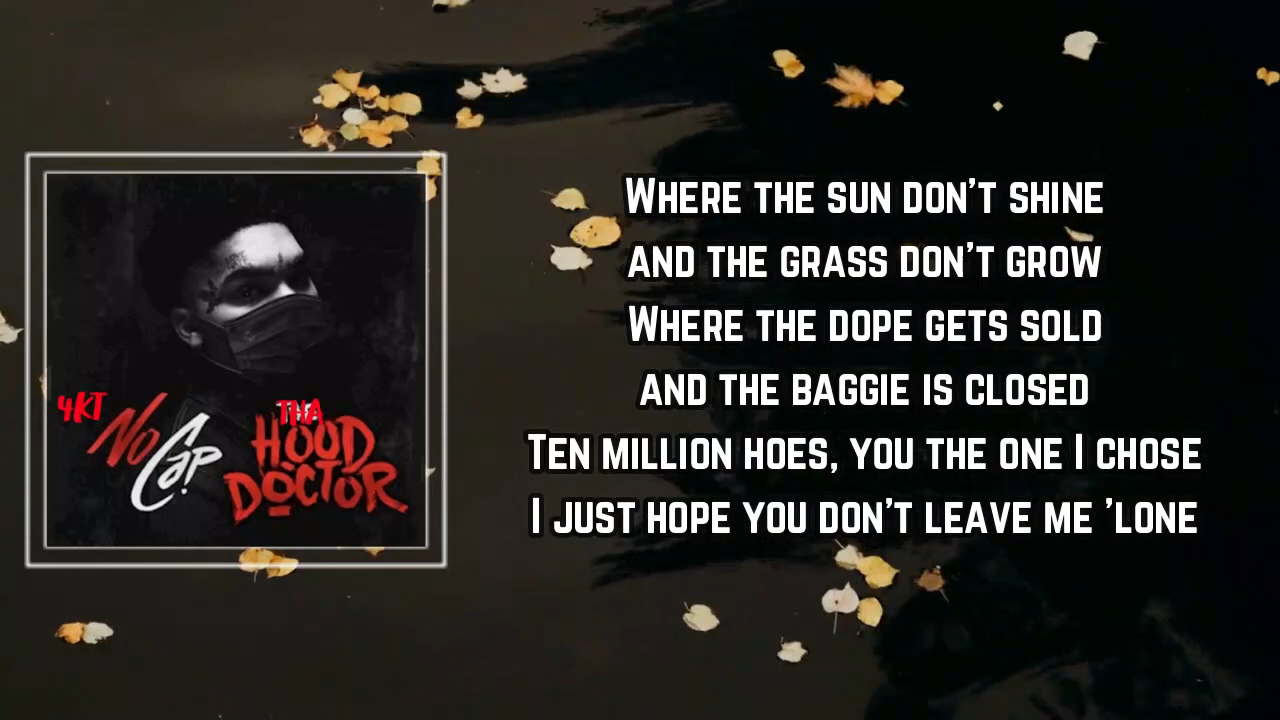 4KT
No
Cap
THA
HOOD
DOCTOR
WHERE THE SUN DON'T SHINE
AND THE GRASS DON'T GROW
WHERE THE DOPE GETS SOLD
AND THE BAGGIE IS CLOSED
TEN MILLION HOES, YOU THE ONE I CHOSE
I JUST HOPE YOU DON'T LEAVE ME 'LONE